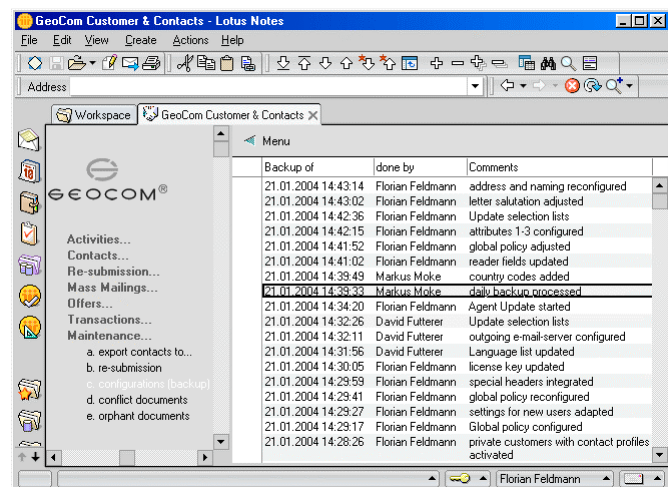 GeoCom Customer & Contacts - Lotus Notes
File Edit View Create Actions Help
Address
Workspace GeoCom Customer & Contacts
Menu
GEOCOM®
Activities...
Contacts...
Re-submission...
Mass Mailings...
Offers...
Transactions...
Maintenance...
a. export contacts to...
b. re-submission
c. configurations (backup)
d. conflict documents
e. orphant documents
Backup of done by Comments
21.01.2004 14:43:14 Florian Feldmann address and naming reconfigured
21.01.2004 14:43:02 Florian Feldmann letter salutation adjusted
21.01.2004 14:42:36 Florian Feldmann Update selection lists
21.01.2004 14:42:15 Florian Feldmann attributes 1-3 configured
21.01.2004 14:41:52 Florian Feldmann global policy adjusted
21.01.2004 14:41:02 Florian Feldmann reader fields updated
21.01.2004 14:39:49 Markus Moke country codes added
21.01.2004 14:39:33 Markus Moke daily backup processed
21.01.2004 14:34:20 Florian Feldmann Agent Update started
21.01.2004 14:32:26 David Futterer Update selection lists
21.01.2004 14:32:11 David Futterer outgoing e-mail-server configured
21.01.2004 14:31:56 David Futterer Language list updated
21.01.2004 14:30:05 Florian Feldmann license key updated
21.01.2004 14:29:59 Florian Feldmann special headers integrated
21.01.2004 14:29:41 Florian Feldmann global policy reconfigured
21.01.2004 14:29:27 Florian Feldmann settings for new users adapted
21.01.2004 14:29:17 Florian Feldmann Global policy configured
21.01.2004 14:28:26 Florian Feldmann private customers with contact profiles
activated
Florian Feldmann